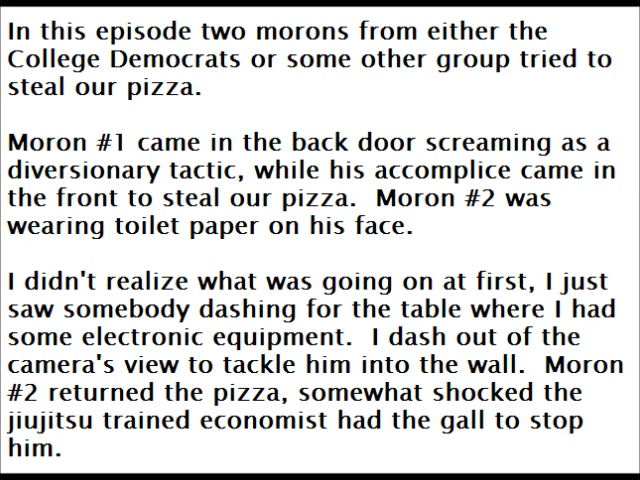 In this episode two morons from either the
College Democrats or some other group tried to
steal our pizza.
Moron #1 came in the back door screaming as a
diversionary tactic, while his accomplice came in
the front to steal our pizza.  Moron #2 was
wearing toilet paper on his face.
I didn't realize what was going on at first, I just
saw somebody dashing for the table where I had
some electronic equipment.  I dash out of the
camera's view to tackle him into the wall.  Moron
#2 returned the pizza, somewhat shocked the
jiujitsu trained economist had the gall to stop
him.